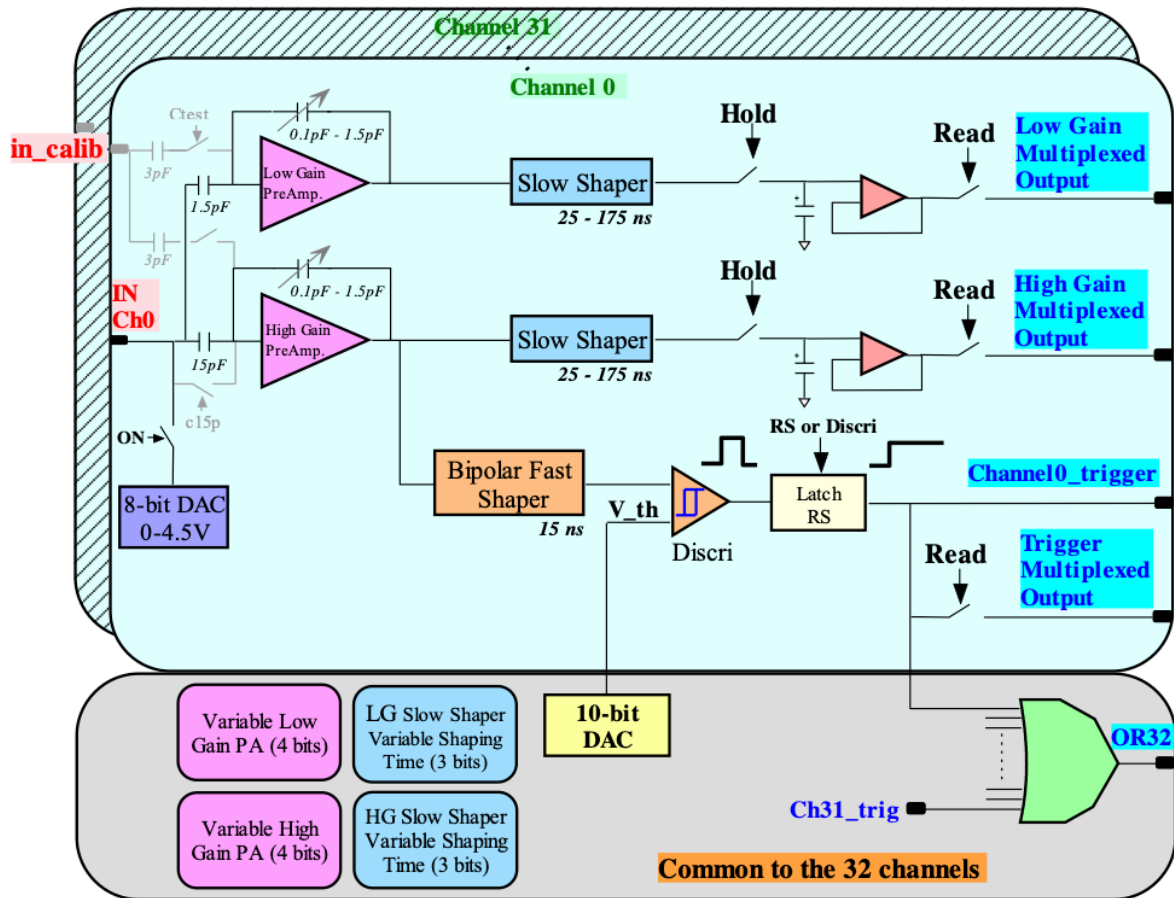 Channel 31
Channel 0
Ctest
in_calib
3pF
0.1pF - 1.5pF
Low Gain
PreAmp.
1.5pF
Slow Shaper
25 - 175 ns
Hold
Read
Low Gain
Multiplexed
Output
3pF
IN
Ch0
0.1pF - 1.5pF
High Gain
PreAmp.
15pF
Slow Shaper
25 - 175 ns
Hold
Read
High Gain
Multiplexed
Output
c15p
ON
8-bit DAC
0-4.5V
Bipolar Fast
Shaper
15 ns
V_th
Discri
RS or Discri
Latch
RS
Channel0_trigger
Read
Trigger
Multiplexed
Output
Variable Low
Gain PA (4 bits)
LG Slow Shaper
Variable Shaping
Time (3 bits)
10-bit
DAC
OR32
Variable High
Gain PA (4 bits)
HG Slow Shaper
Variable Shaping
Time (3 bits)
Ch31_trig
Common to the 32 channels